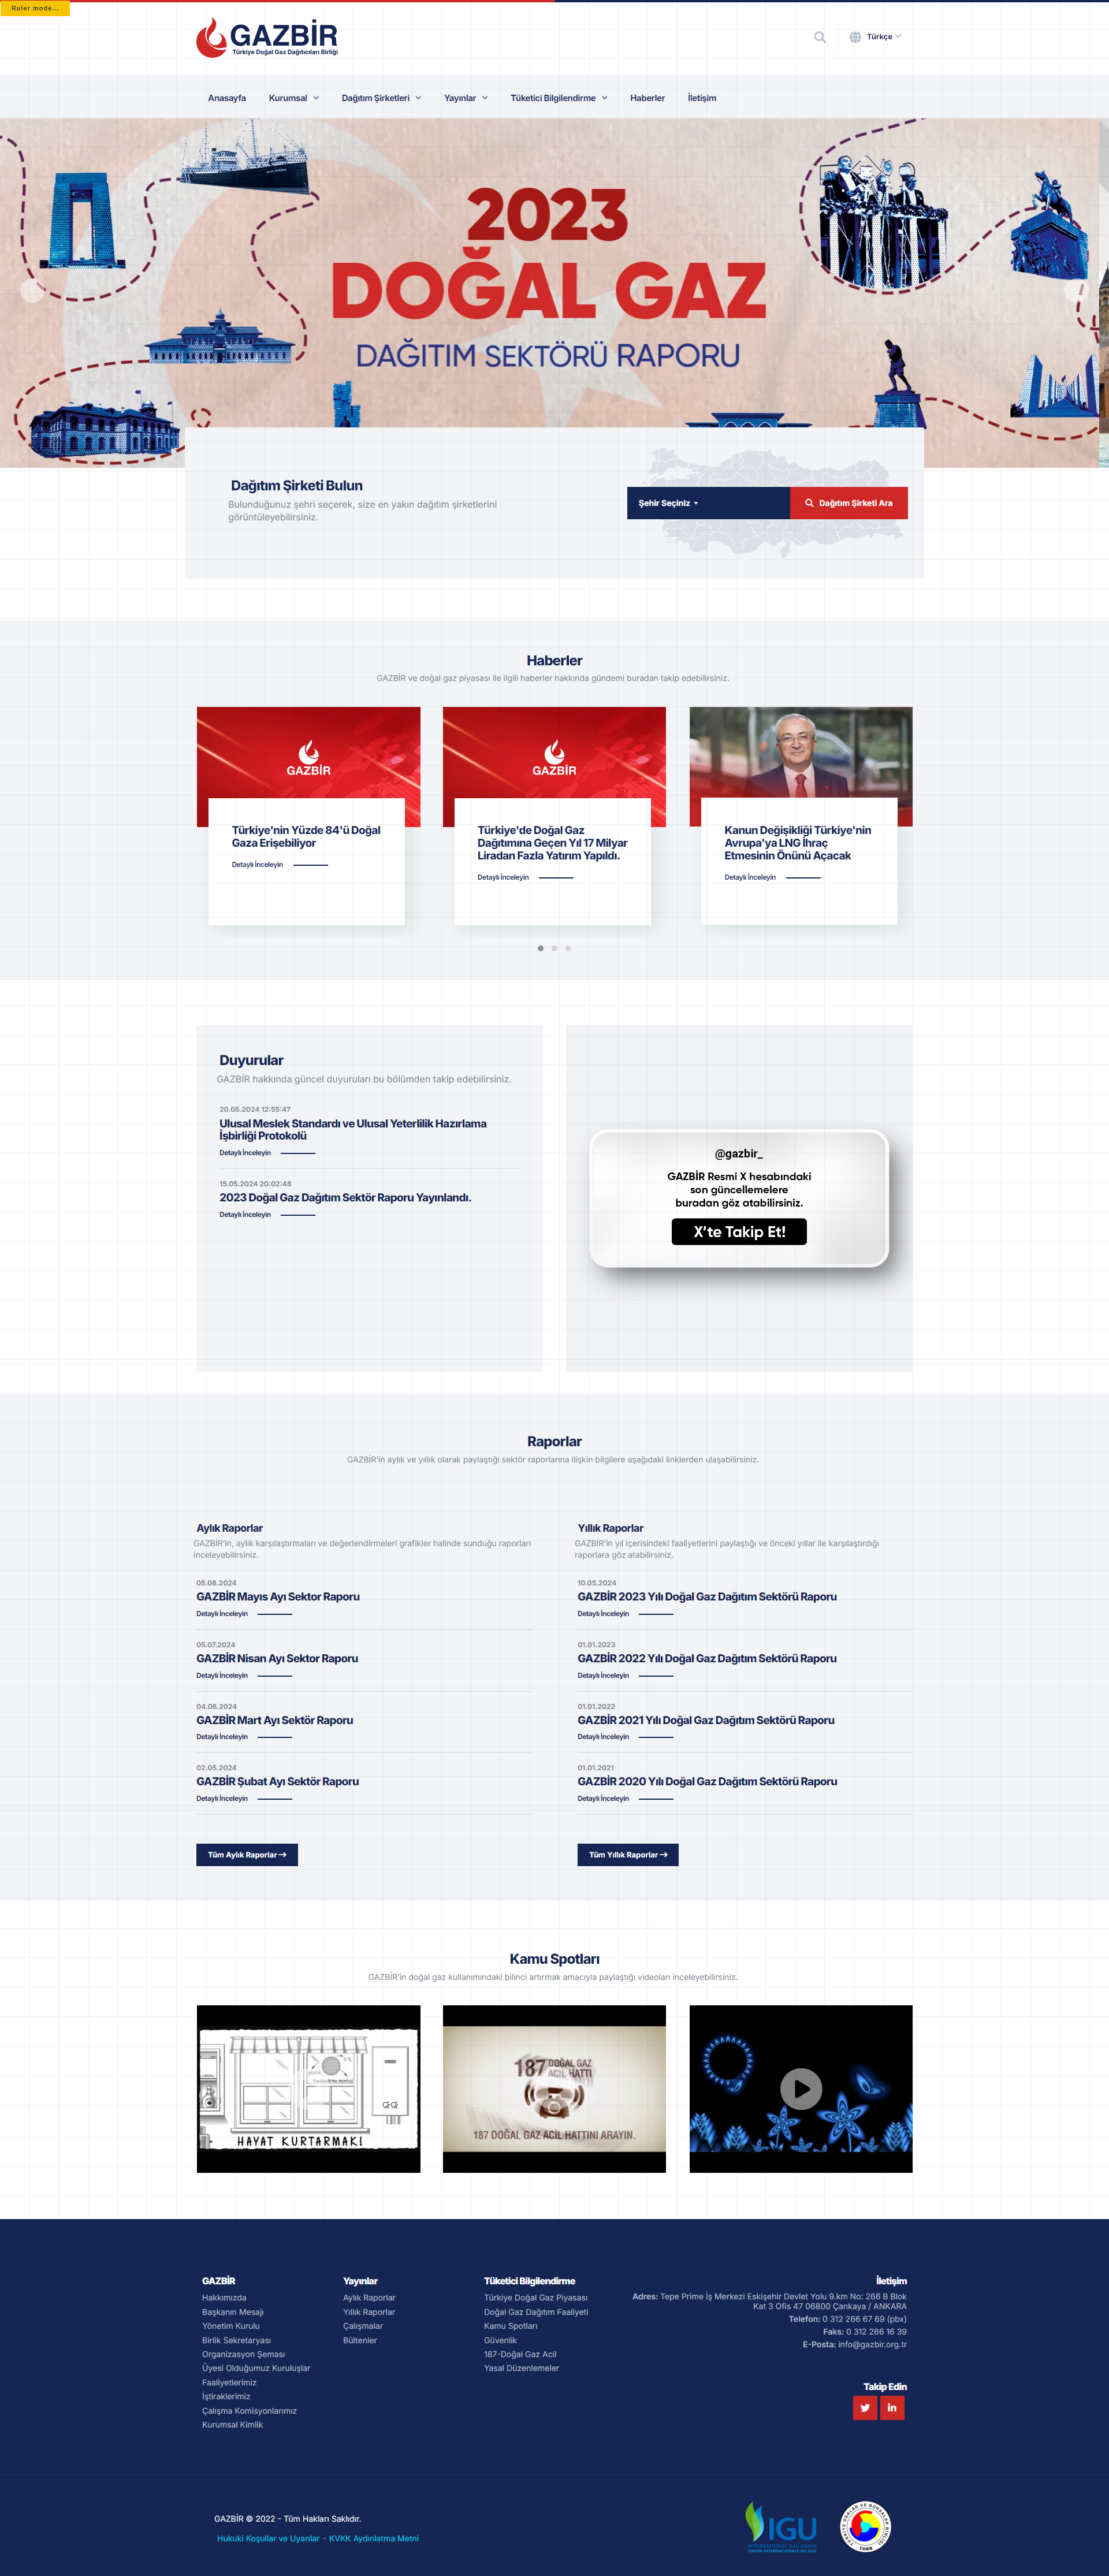 Ruler mode...
GAZBİR
Türkiye Doğal Gaz Dağıtıcıları Birliği
Türkçe
Anasayfa
Kurumsal
Dağıtım Şirketleri
Yayınlar
Tüketici Bilgilendirme
Haberler
İletişim
2023
DOĞAL GAZ
DAĞITIM SEKTÖRÜ RAPORU
Dağıtım Şirketi Bulun
Bulunduğunuz şehri seçerek, size en yakın dağıtım şirketlerini
görüntüleyebilirsiniz.
Şehir Seçiniz
Dağıtım Şirketi Ara
Haberler
GAZBİR ve doğal gaz piyasası ile ilgili haberler hakkında gündemi buradan takip edebilirsiniz.
GAZBİR
GAZBİR
Türkiye'nin Yüzde 84'ü Doğal
Gaza Erişebiliyor
Detaylı İnceleyin
Türkiye'de Doğal Gaz
Dağıtımına Geçen Yıl 17 Milyar
Liradan Fazla Yatırım Yapıldı.
Detaylı İnceleyin
Kanun Değişikliği Türkiye'nin
Avrupa'ya LNG İhraç
Etmesinin Önünü Açacak
Detaylı İnceleyin
Duyurular
GAZBİR hakkında güncel duyuruları bu bölümden takip edebilirsiniz.
20.05.2024 12:55:47
Ulusal Meslek Standardı ve Ulusal Yeterlilik Hazırlama
İşbirliği Protokolü
Detaylı İnceleyin
15.05.2024 20:02:48
2023 Doğal Gaz Dağıtım Sektör Raporu Yayınlandı.
Detaylı İnceleyin
@gazbir_
GAZBİR Resmi X hesabındaki
son güncellemelere
buradan göz atabilirsiniz.
X'te Takip Et!
Raporlar
GAZBİR'in aylık ve yıllık olarak paylaştığı sektör raporlarına ilişkin bilgilere aşağıdaki linklerden ulaşabilirsiniz.
Aylık Raporlar
GAZBİR'in, aylık karşılaştırmaları ve değerlendirmeleri grafikler halinde sunduğu raporları
inceleyebilirsiniz.
05.08.2024
GAZBİR Mayıs Ayı Sektor Raporu
Detaylı İnceleyin
05.07.2024
GAZBİR Nisan Ayı Sektor Raporu
Detaylı İnceleyin
04.06.2024
GAZBİR Mart Ayı Sektör Raporu
Detaylı İnceleyin
02.05.2024
GAZBİR Şubat Ayı Sektör Raporu
Detaylı İnceleyin
Tüm Aylık Raporlar
Yıllık Raporlar
GAZBİR'in yıl içerisindeki faaliyetlerini paylaştığı ve önceki yıllar ile karşılaştırdığı
raporlara göz atabilirsiniz.
10.05.2024
GAZBİR 2023 Yılı Doğal Gaz Dağıtım Sektörü Raporu
Detaylı İnceleyin
01.01.2023
GAZBİR 2022 Yılı Doğal Gaz Dağıtım Sektörü Raporu
Detaylı İnceleyin
01.01.2022
GAZBİR 2021 Yılı Doğal Gaz Dağıtım Sektörü Raporu
Detaylı İnceleyin
01.01.2021
GAZBİR 2020 Yılı Doğal Gaz Dağıtım Sektörü Raporu
Detaylı İnceleyin
Tüm Yıllık Raporlar
Kamu Spotları
GAZBİR'in doğal gaz kullanımındaki bilinci artırmak amacıyla paylaştığı videoları inceleyebilirsiniz.
HAYAT KURTARMAKI
187 DOĞAL GAZ
ACİL HATTI
187 DOĞAL GAZ ACİL HATTINI ARAYIN.
GAZBİR
Hakkımızda
Başkanın Mesajı
Yönetim Kurulu
Birlik Sekretaryası
Organizasyon Şeması
Üyesi Olduğumuz Kuruluşlar
Faaliyetlerimiz
İştiraklerimiz
Çalışma Komisyonlarımız
Kurumsal Kimlik
Yayınlar
Aylık Raporlar
Yıllık Raporlar
Çalışmalar
Bültenler
Tüketici Bilgilendirme
Türkiye Doğal Gaz Piyasası
Doğal Gaz Dağıtım Faaliyeti
Kamu Spotları
Güvenlik
187-Doğal Gaz Acil
Yasal Düzenlemeler
İletişim
Adres: Tepe Prime İş Merkezi Eskişehir Devlet Yolu 9.km No: 266 B Blok
Kat 3 Ofis 47 06800 Çankaya / ANKARA
Telefon: 0 312 266 67 69 (pbx)
Faks: 0 312 266 16 39
E-Posta: info@gazbir.org.tr
Takip Edin
GAZBİR © 2022 - Tüm Hakları Saklıdır.
Hukuki Koşullar ve Uyarılar - KVKK Aydınlatma Metni
IGU
INTERNATIONAL GAS UNION
UNION INTERNATIONALE DU GAZ
TOBB